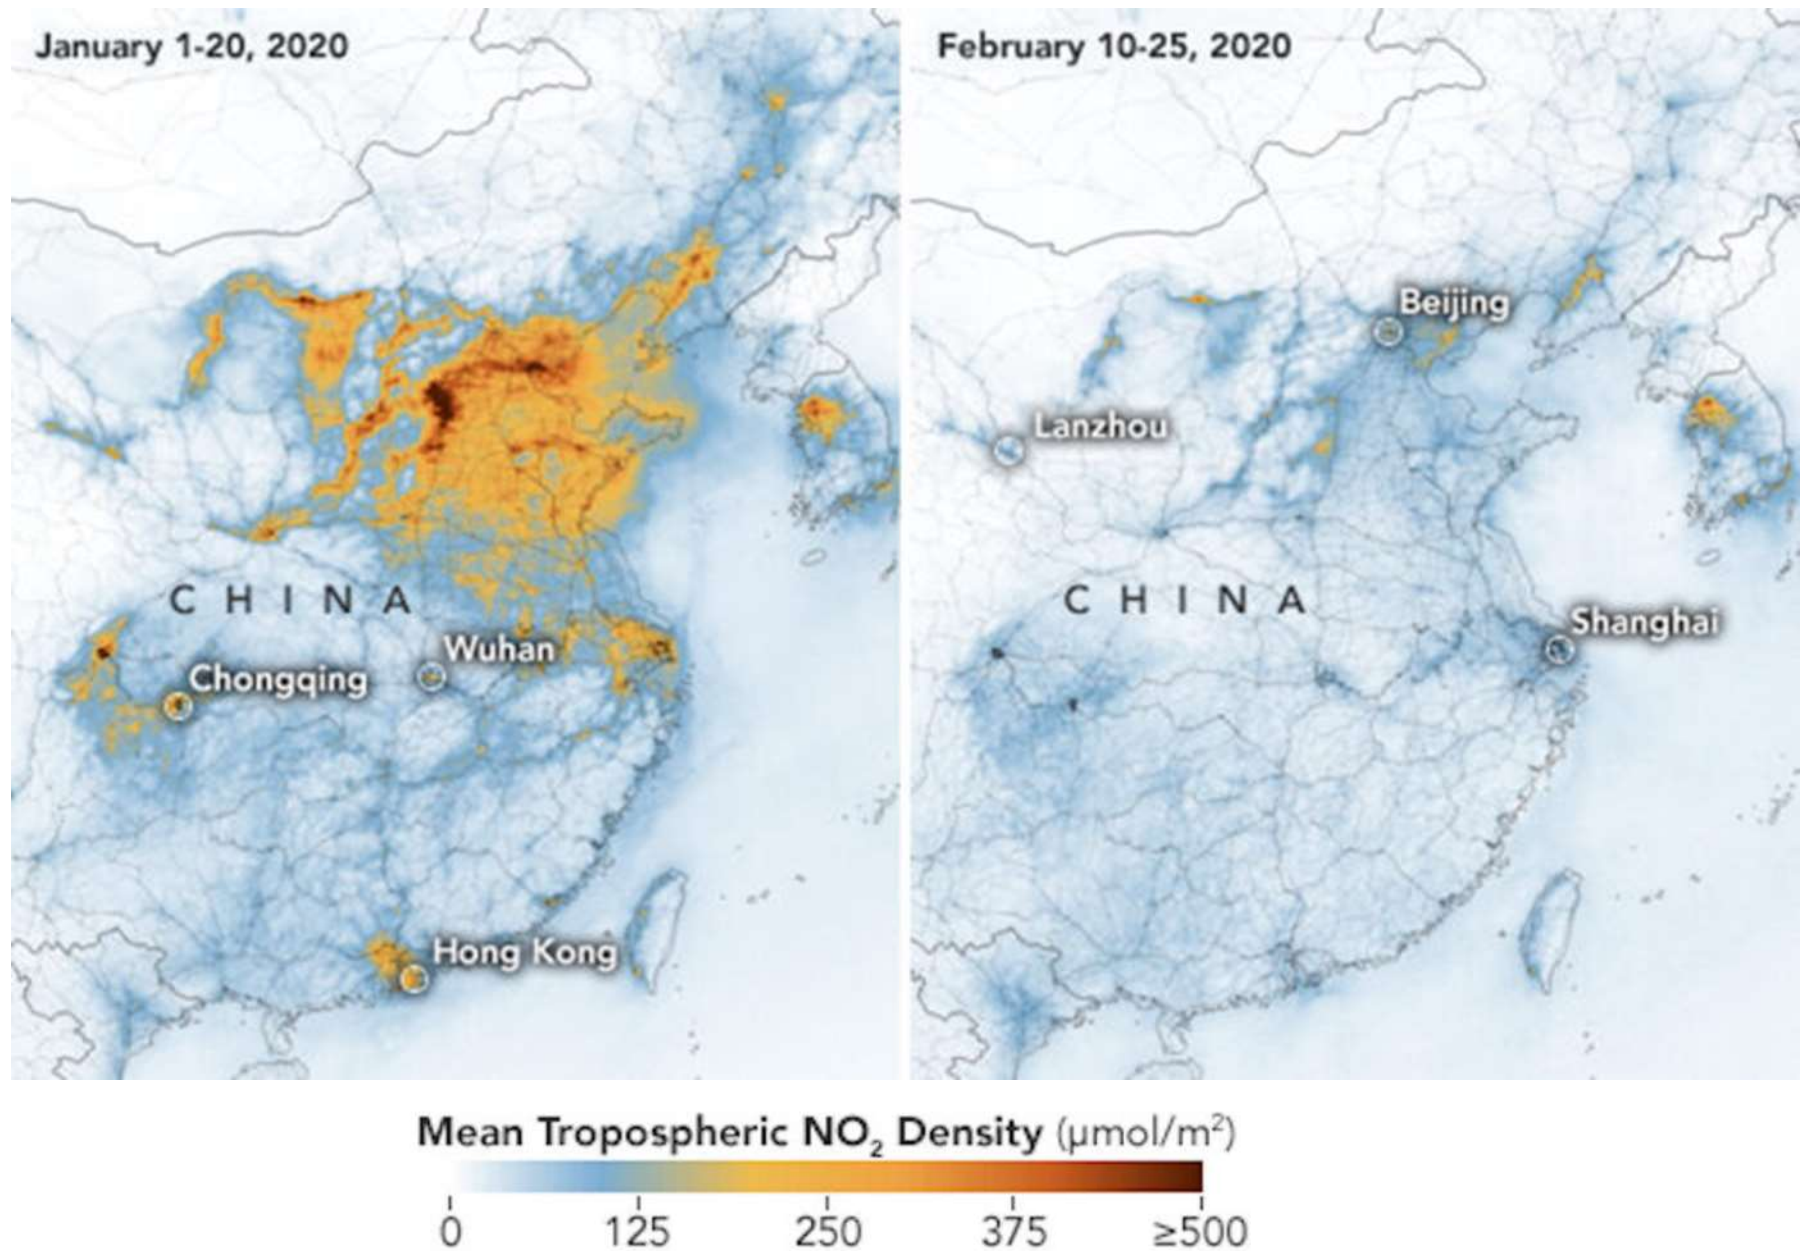 January 1-20, 2020
February 10-25, 2020
Beijing
Lanzhou
CHINA
CHINA
Shanghai
Wuhan
Chongqing
Hong Kong
Mean Tropospheric NO₂ Density (µmol/m²)
0 125 250 375 ≥500